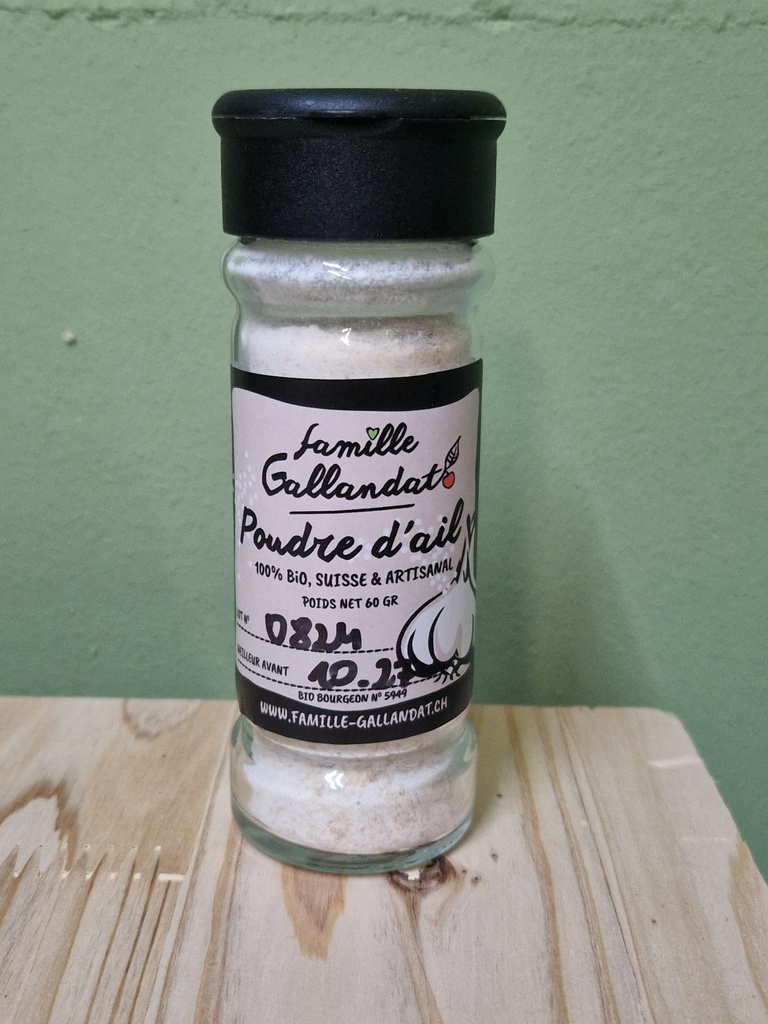 famille
Gallandat
Poudre d'ail
100% BIO, SUISSE & ARTISANAL
POIDS NET 60 GR
N° 0824
AVANT 10.27
BIO BOURGEON N° 5949
WWW.FAMILLE-GALLANDAT.CH